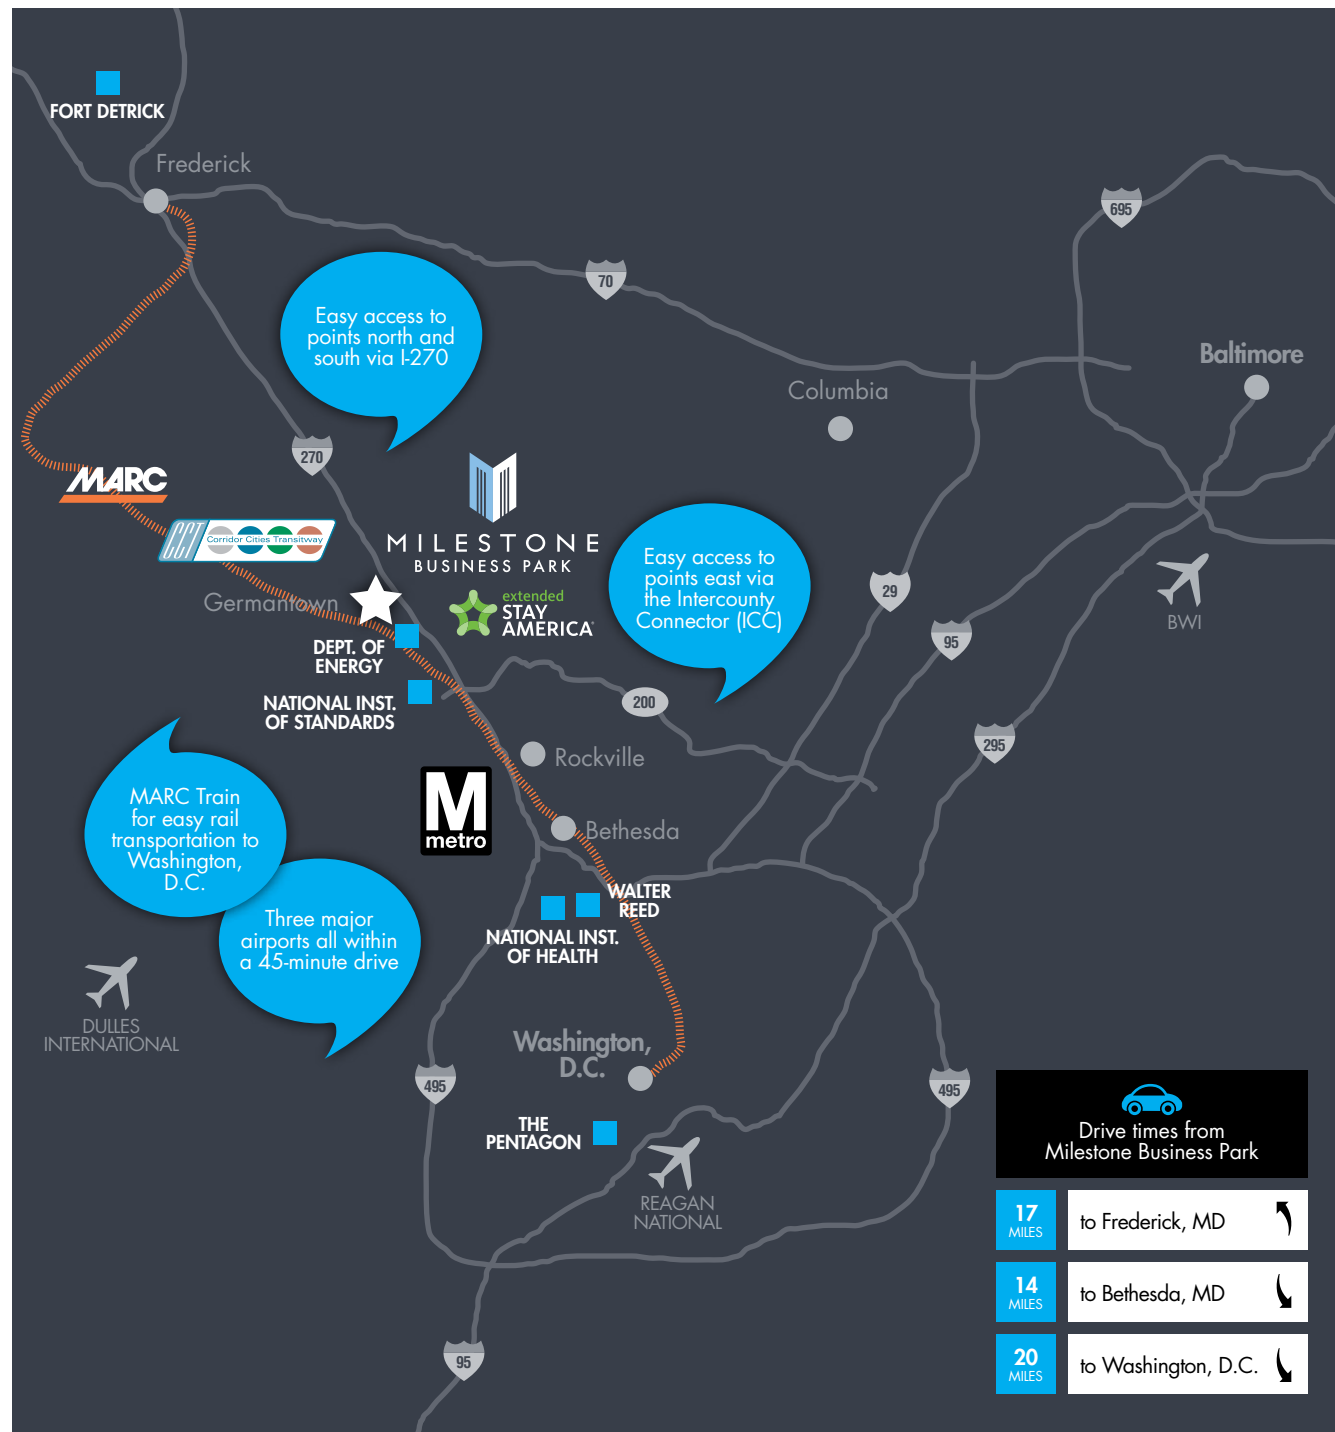 FORT DETRICK
Frederick
695
70
Easy access to
points north and
south via I-270
Baltimore
Columbia
270
MARC
CCT
Corridor Cities Transitway
MILESTONE
BUSINESS PARK
extended
STAY
AMERICA
Easy access to
points east via
the Intercounty
Connector (ICC)
29
95
BWI
Germantown
DEPT. OF
ENERGY
NATIONAL INST.
OF STANDARDS
200
295
Rockville
M
metro
Bethesda
MARC Train
for easy rail
transportation to
Washington,
D.C.
Three major
airports all within
a 45-minute drive
WALTER
REED
NATIONAL INST.
OF HEALTH
DULLES
INTERNATIONAL
Washington,
D.C.
495
495
THE
PENTAGON
REAGAN
NATIONAL
95
Drive times from
Milestone Business Park
17
MILES
to Frederick, MD
14
MILES
to Bethesda, MD
20
MILES
to Washington, D.C.